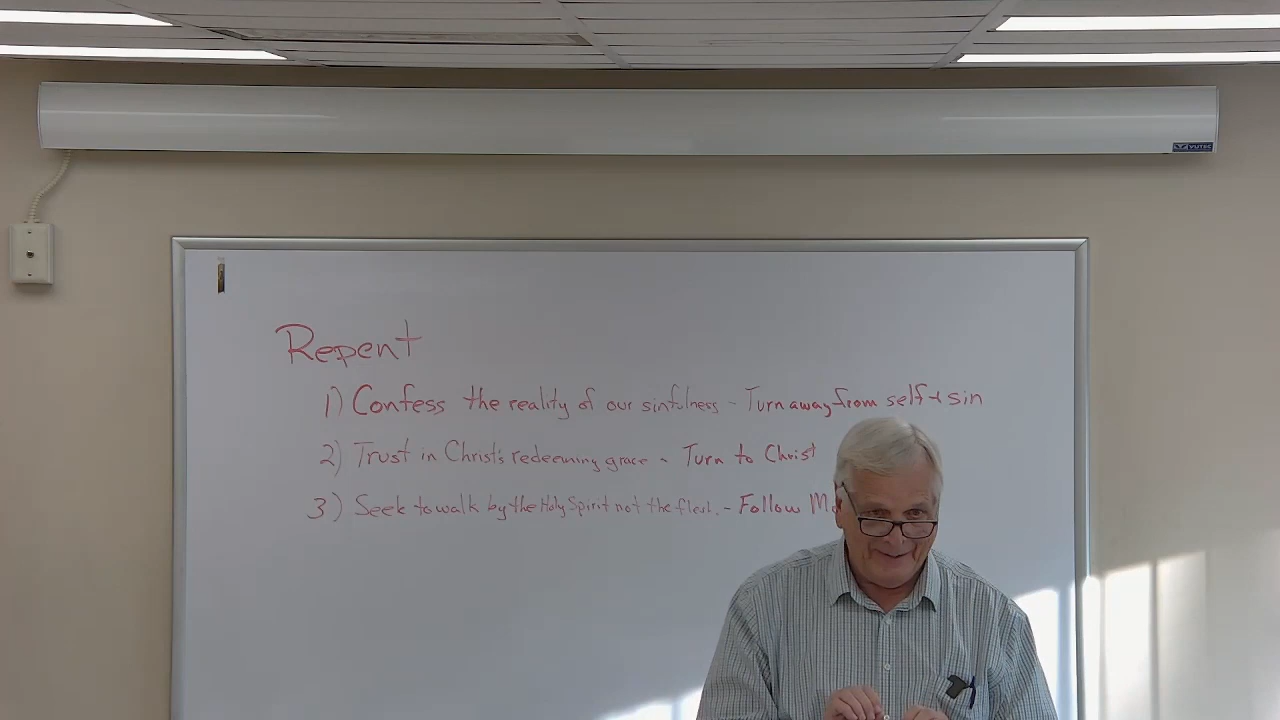 VUTEC
Repent
1) Confess the reality of our sinfulness - Turn away from self + sin
2) Trust in Christ's redeeming grace - Turn to Christ
3) Seek to walk by the Holy Spirit not the flesh. - Follow